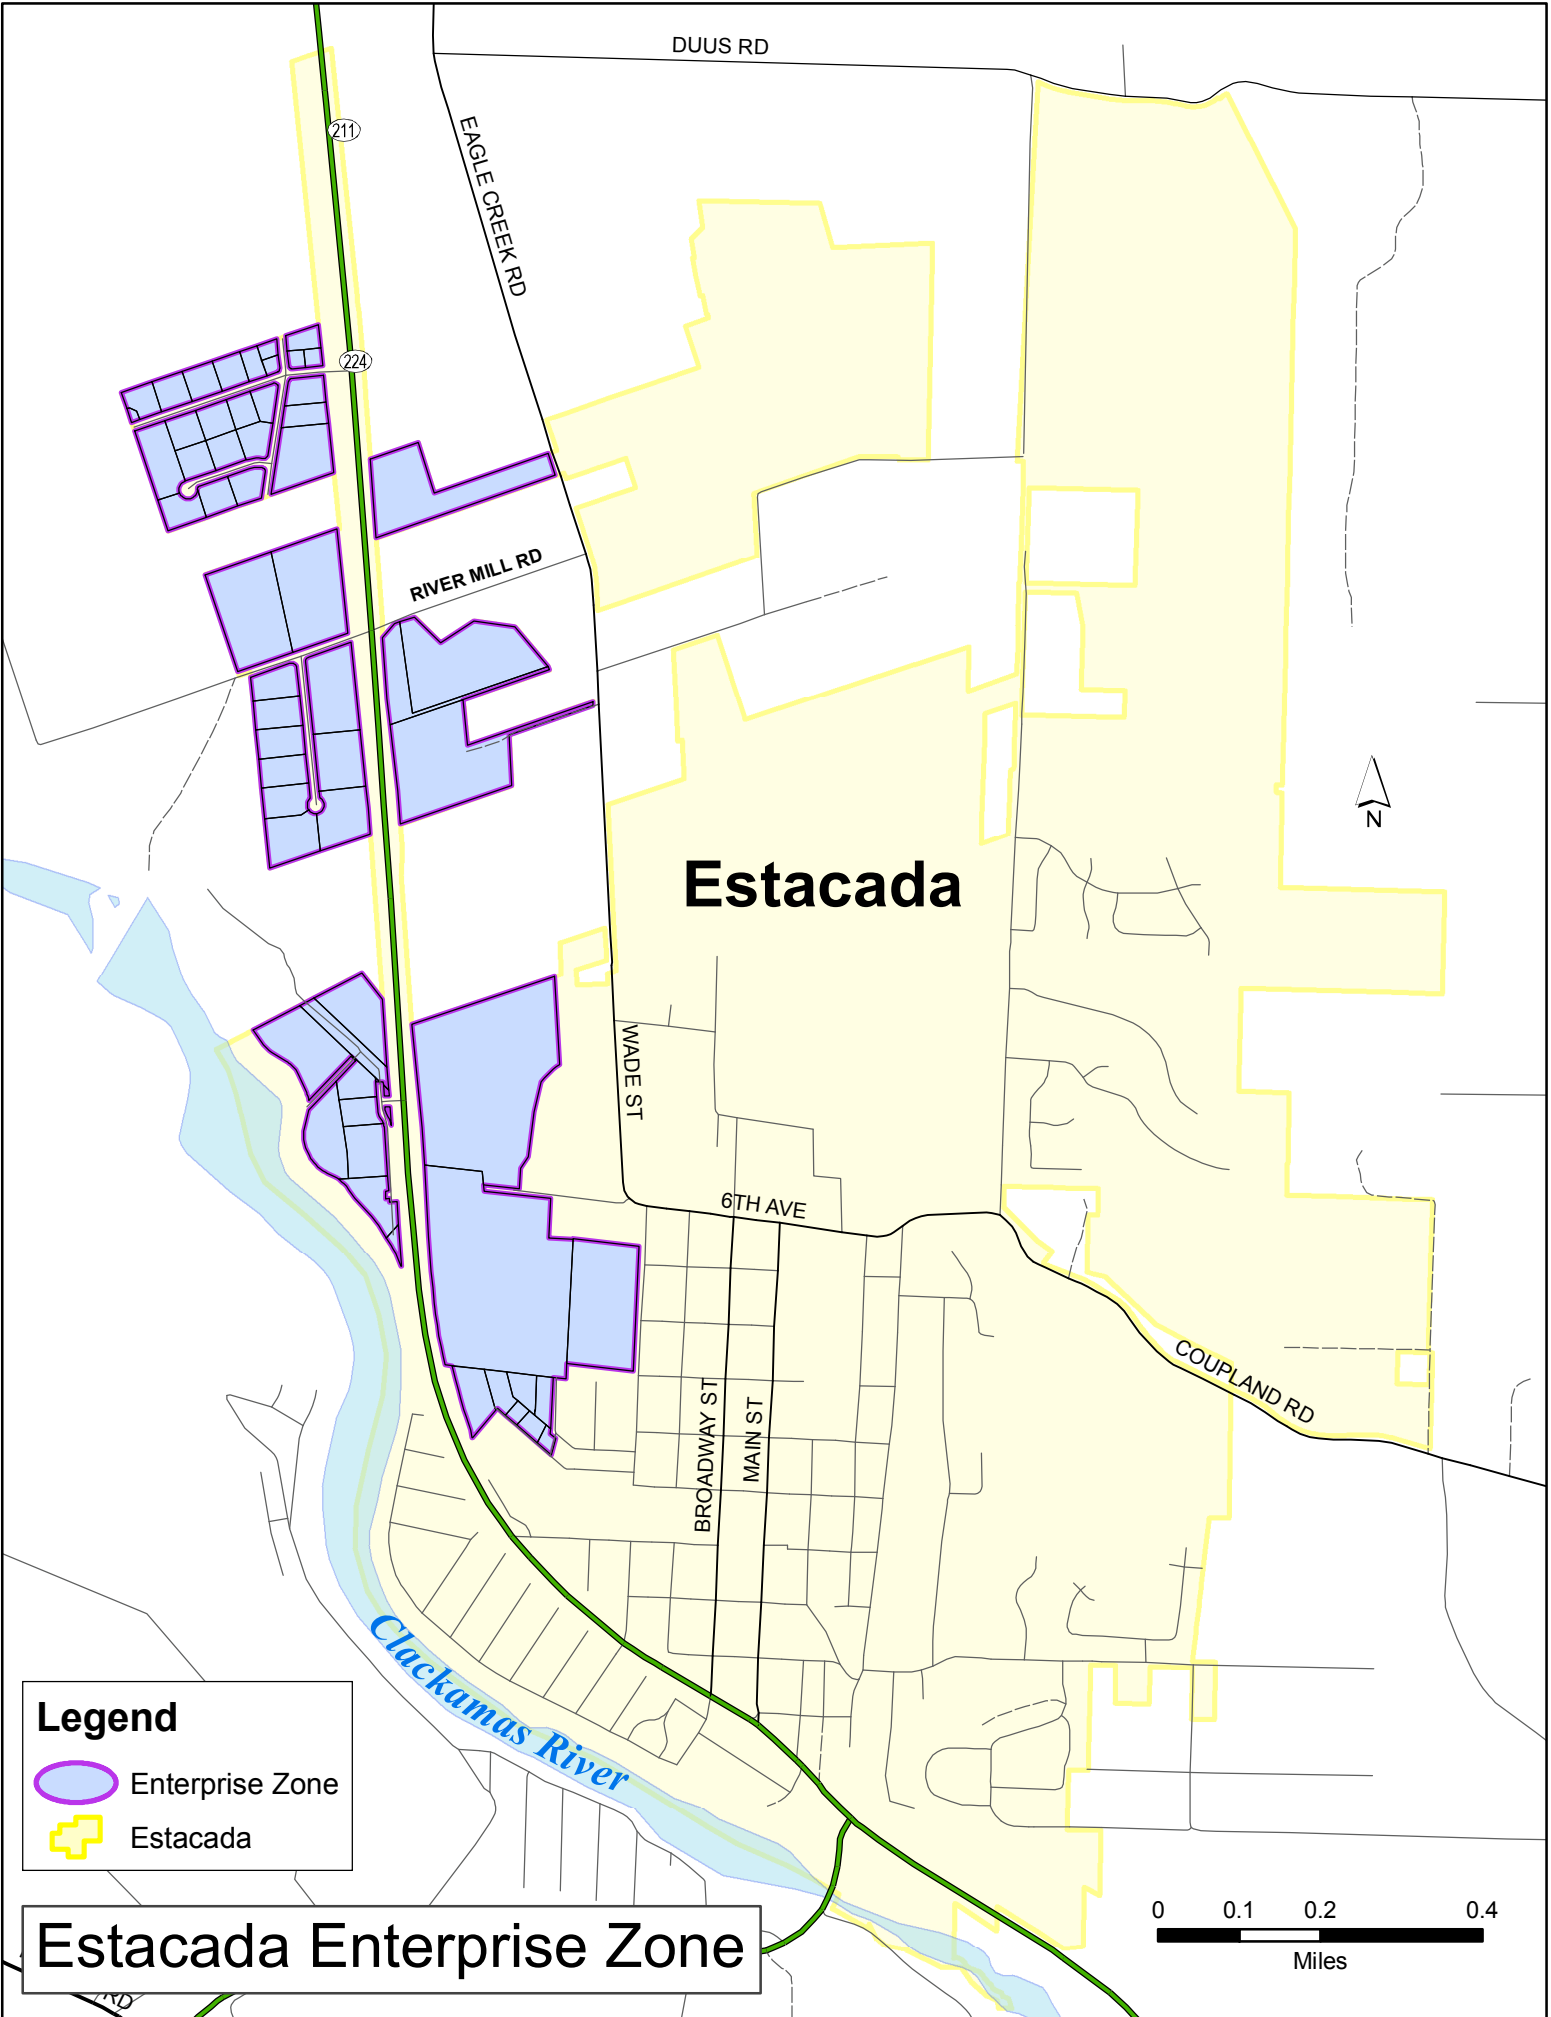 DUUS RD
211
EAGLE CREEK RD
224
RIVER MILL RD
N
Estacada
WADE ST
6TH AVE
COUPLAND RD
BROADWAY ST
MAIN ST
Clackamas River
Legend
Enterprise Zone
Estacada
0 0.1 0.2 0.4
Miles
Estacada Enterprise Zone
RD